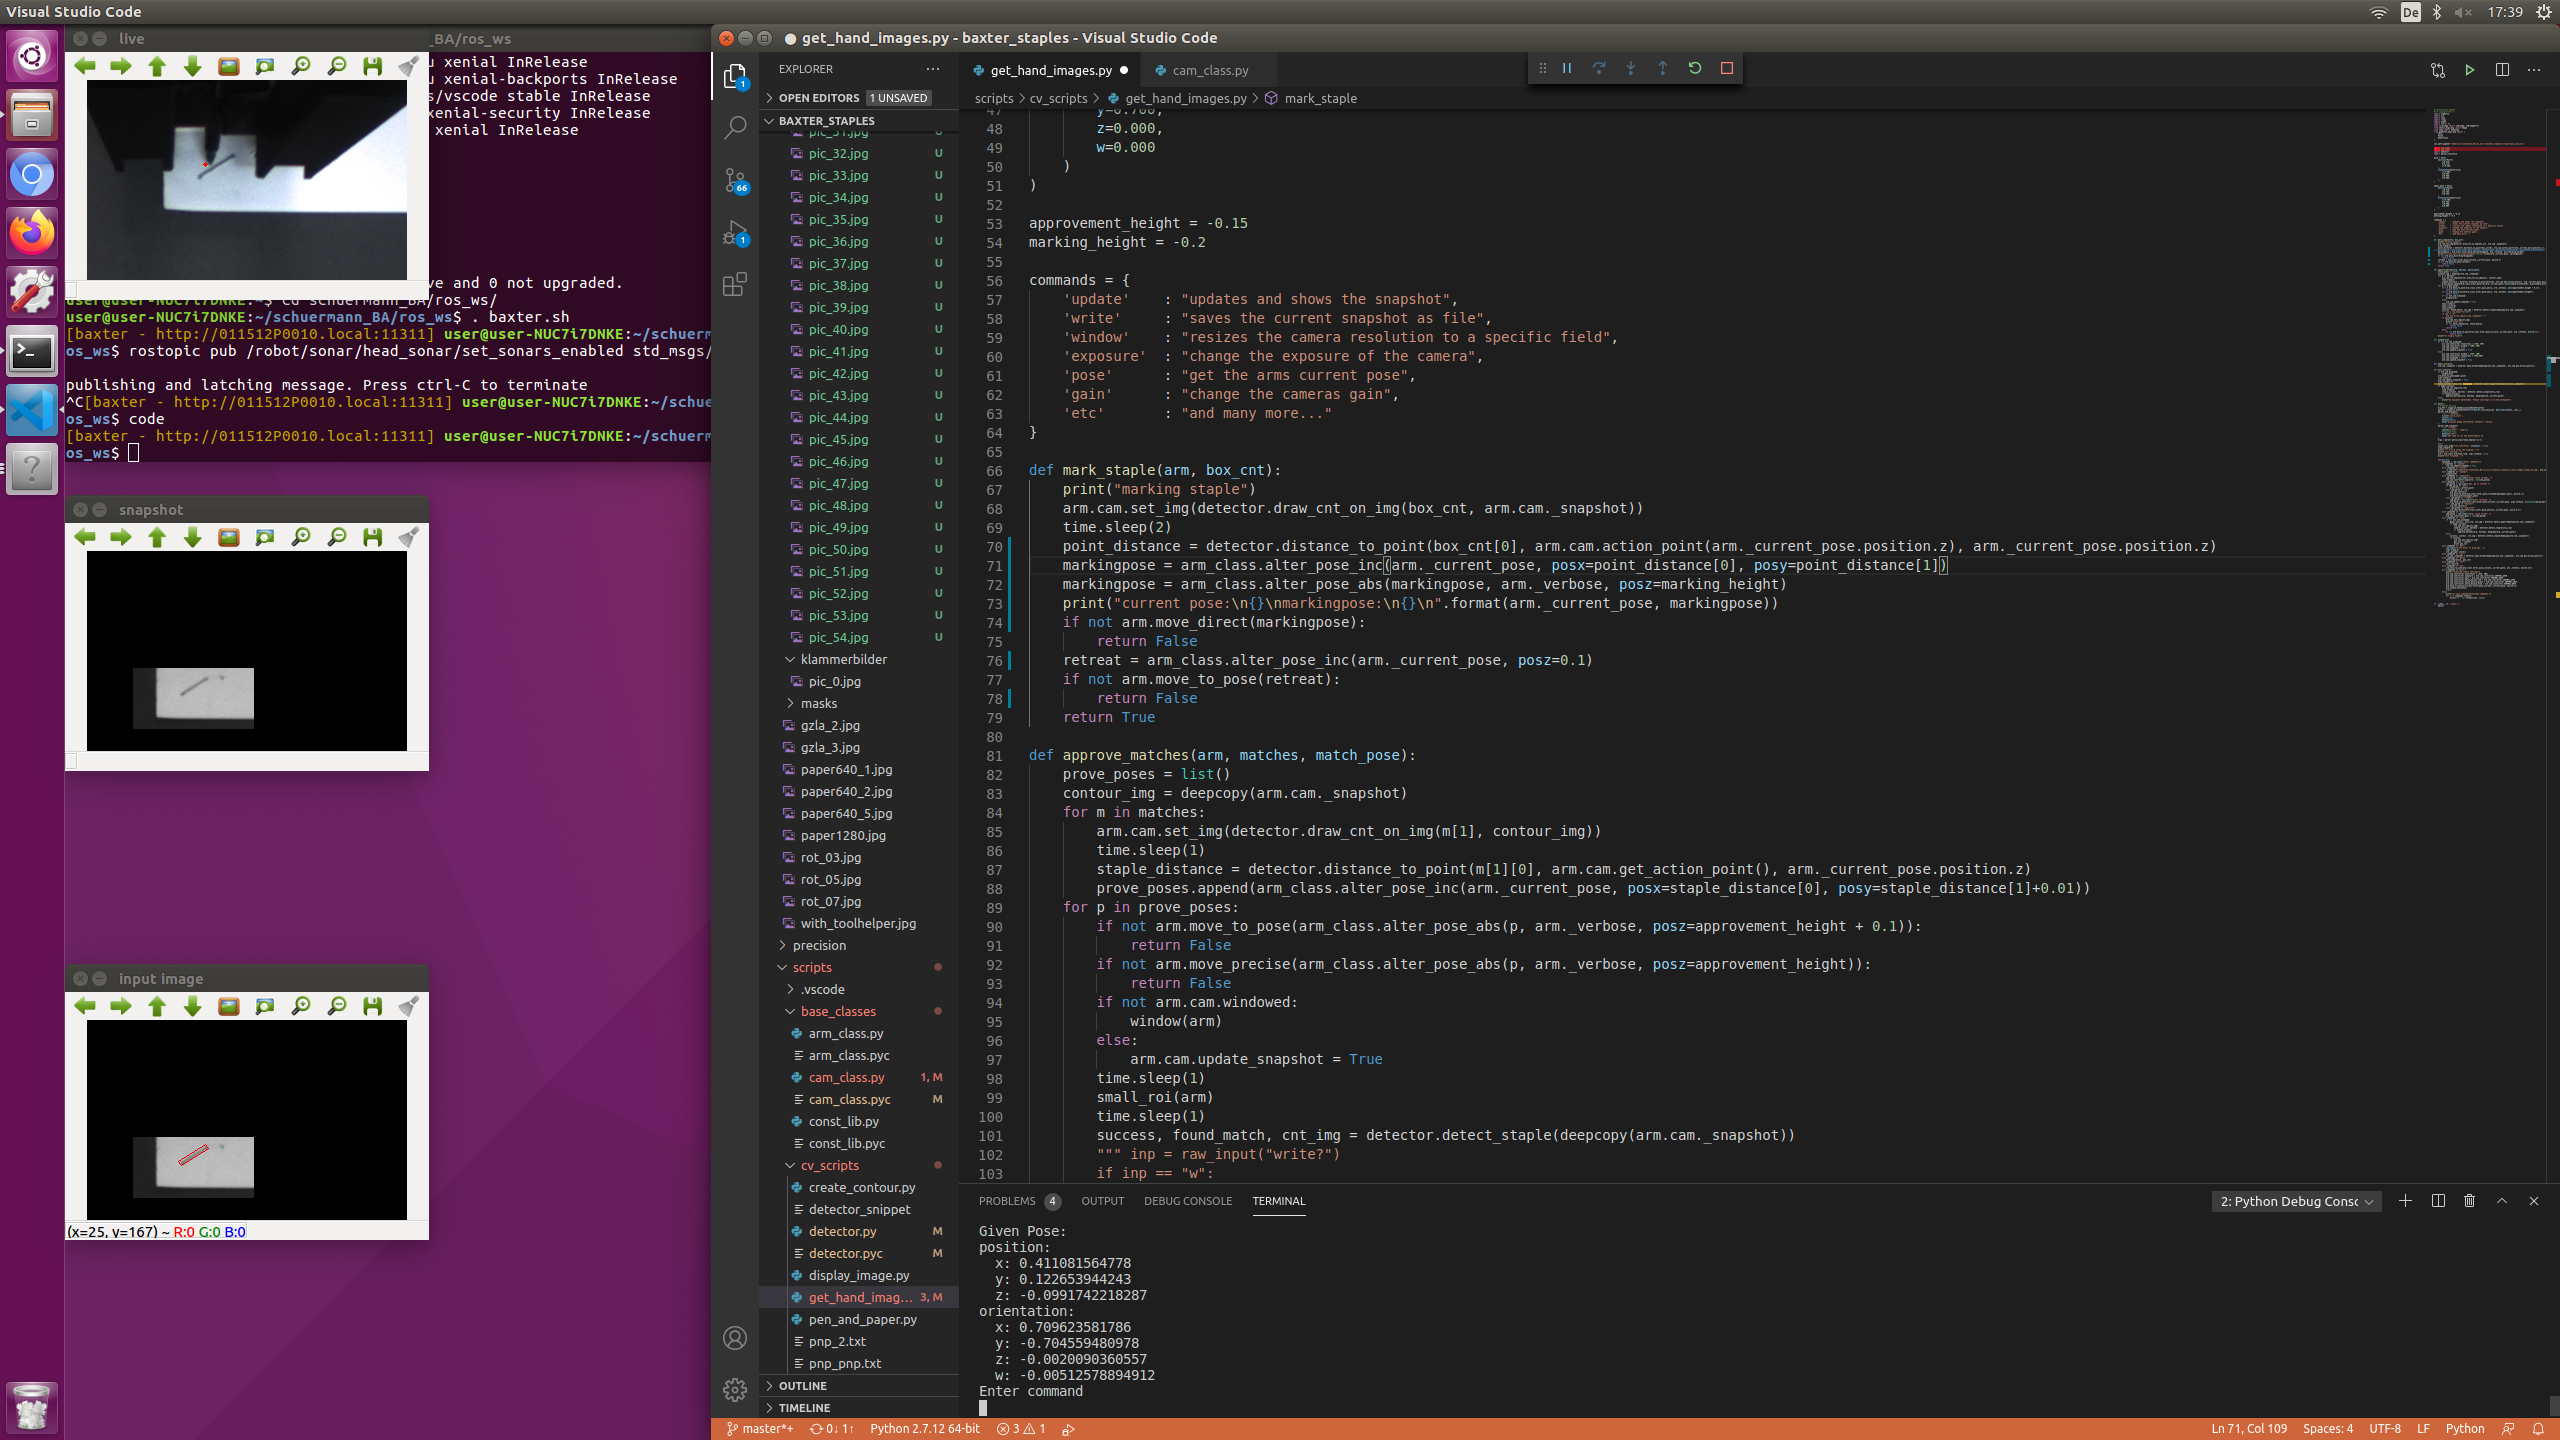 Visual Studio Code
De
17:39
live
_BA/ros_ws
u xenial InRelease
u xenial-backports InRelease
s/vscode stable InRelease
xenial-security InRelease
xenial InRelease
ve and 0 not upgraded.
user@user-NUC7i7DNKE:~$ cd schuermann_BA/ros_ws/
user@user-NUC7i7DNKE:~/schuermann_BA/ros_ws$ . baxter.sh
[baxter - http://011512P0010.local:11311] user@user-NUC7i7DNKE:~/schuerm
os_ws$ rostopic pub /robot/sonar/head_sonar/set_sonars_enabled std_msgs/
publishing and latching message. Press ctrl-C to terminate
^C[baxter - http://011512P0010.local:11311] user@user-NUC7i7DNKE:~/schue
os_ws$ code
[baxter - http://011512P0010.local:11311] user@user-NUC7i7DNKE:~/schuerm
os_ws$
snapshot
input image
(x=25, y=167) ~ R:0 G:0 B:0
get_hand_images.py - baxter_staples - Visual Studio Code
EXPLORER
OPEN EDITORS 1 UNSAVED
BAXTER_STAPLES
1
66
1
pic_31.jpg U
pic_32.jpg U
pic_33.jpg U
pic_34.jpg U
pic_35.jpg U
pic_36.jpg U
pic_37.jpg U
pic_38.jpg U
pic_39.jpg U
pic_40.jpg U
pic_41.jpg U
pic_42.jpg U
pic_43.jpg U
pic_44.jpg U
pic_45.jpg U
pic_46.jpg U
pic_47.jpg U
pic_48.jpg U
pic_49.jpg U
pic_50.jpg U
pic_51.jpg U
pic_52.jpg U
pic_53.jpg U
pic_54.jpg U
klammerbilder
pic_0.jpg
masks
gzla_2.jpg
gzla_3.jpg
paper640_1.jpg
paper640_2.jpg
paper640_5.jpg
paper1280.jpg
rot_03.jpg
rot_05.jpg
rot_07.jpg
with_toolhelper.jpg
precision
scripts
.vscode
base_classes
arm_class.py
arm_class.pyc
cam_class.py 1, M
cam_class.pyc M
const_lib.py
const_lib.pyc
cv_scripts
create_contour.py
detector_snippet
detector.py M
detector.pyc M
display_image.py
get_hand_imag... 3, M
pen_and_paper.py
pnp_2.txt
pnp_pnp.txt
OUTLINE
TIMELINE
get_hand_images.py
cam_class.py
scripts > cv_scripts > get_hand_images.py > mark_staple
47 y=0.700,
48 z=0.000,
49 w=0.000
50 )
51 )
52
53 approvement_height = -0.15
54 marking_height = -0.2
55
56 commands = {
57 'update' : "updates and shows the snapshot",
58 'write' : "saves the current snapshot as file",
59 'window' : "resizes the camera resolution to a specific field",
60 'exposure' : "change the exposure of the camera",
61 'pose' : "get the arms current pose",
62 'gain' : "change the cameras gain",
63 'etc' : "and many more..."
64 }
65
66 def mark_staple(arm, box_cnt):
67 print("marking staple")
68 arm.cam.set_img(detector.draw_cnt_on_img(box_cnt, arm.cam._snapshot))
69 time.sleep(2)
70 point_distance = detector.distance_to_point(box_cnt[0], arm.cam.action_point(arm._current_pose.position.z), arm._current_pose.position.z)
71 markingpose = arm_class.alter_pose_inc(arm._current_pose, posx=point_distance[0], posy=point_distance[1])
72 markingpose = arm_class.alter_pose_abs(markingpose, arm._verbose, posz=marking_height)
73 print("current pose:\n{}\nmarkingpose:\n{}\n".format(arm._current_pose, markingpose))
74 if not arm.move_direct(markingpose):
75 return False
76 retreat = arm_class.alter_pose_inc(arm._current_pose, posz=0.1)
77 if not arm.move_to_pose(retreat):
78 return False
79 return True
80
81 def approve_matches(arm, matches, match_pose):
82 prove_poses = list()
83 contour_img = deepcopy(arm.cam._snapshot)
84 for m in matches:
85 arm.cam.set_img(detector.draw_cnt_on_img(m[1], contour_img))
86 time.sleep(1)
87 staple_distance = detector.distance_to_point(m[1][0], arm.cam.get_action_point(), arm._current_pose.position.z)
88 prove_poses.append(arm_class.alter_pose_inc(arm._current_pose, posx=staple_distance[0], posy=staple_distance[1]+0.01))
89 for p in prove_poses:
90 if not arm.move_to_pose(arm_class.alter_pose_abs(p, arm._verbose, posz=approvement_height + 0.1)):
91 return False
92 if not arm.move_precise(arm_class.alter_pose_abs(p, arm._verbose, posz=approvement_height)):
93 return False
94 if not arm.cam.windowed:
95 window(arm)
96 else:
97 arm.cam.update_snapshot = True
98 time.sleep(1)
99 small_roi(arm)
100 time.sleep(1)
101 success, found_match, cnt_img = detector.detect_staple(deepcopy(arm.cam._snapshot))
102 """ inp = raw_input("write?")
103 if inp == "w":
PROBLEMS 4 OUTPUT DEBUG CONSOLE TERMINAL
2: Python Debug Consc
Given Pose:
position:
x: 0.411081564778
y: 0.122653944243
z: -0.0991742218287
orientation:
x: 0.709623581786
y: -0.704559480978
z: -0.0020090360557
w: -0.00512578894912
Enter command
master*+ 0↓ 1↑ Python 2.7.12 64-bit 3 1
Ln 71, Col 109 Spaces: 4 UTF-8 LF Python